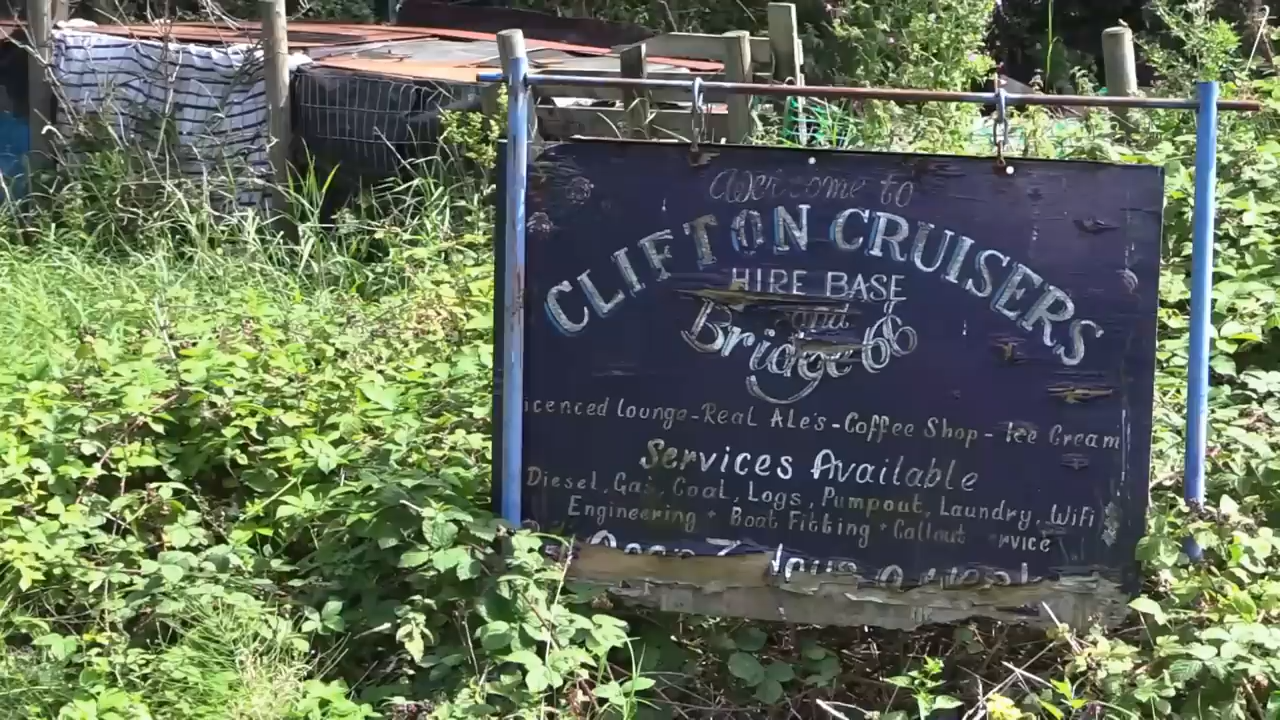 Welcome to
CLIFTON CRUISERS
HIRE BASE
and
Bridge 66
icenced lounge-Real Ale's-Coffee Shop- Ice Cream
Services Available
Diesel, Gas, Coal, Logs, Pumpout, Laundry, Wifi
Engineering + Boat Fitting + Callout rvice